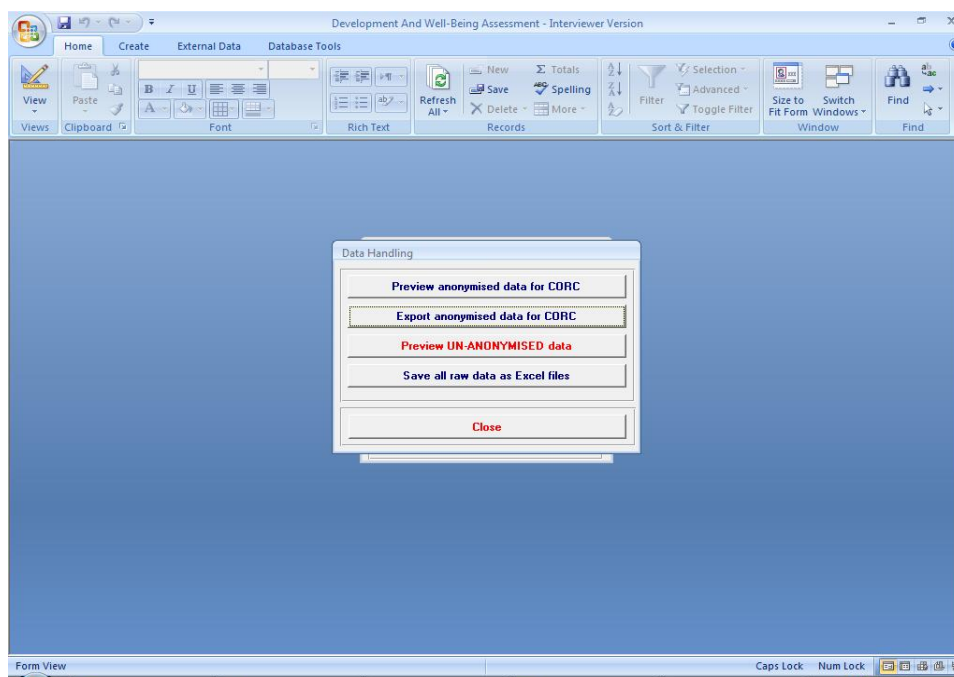 Development And Well-Being Assessment - Interviewer Version
Home Create External Data Database Tools
View
Paste
B I U
A
Refresh All
New
Save
Delete
Σ Totals
Spelling
More
Filter
Selection
Advanced
Toggle Filter
Size to Fit Form
Switch Windows
Find
Views Clipboard Font Rich Text Records Sort & Filter Window Find
Data Handling
Preview anonymised data for CORC
Export anonymised data for CORC
Preview UN-ANONYMISED data
Save all raw data as Excel files
Close
Form View Caps Lock Num Lock